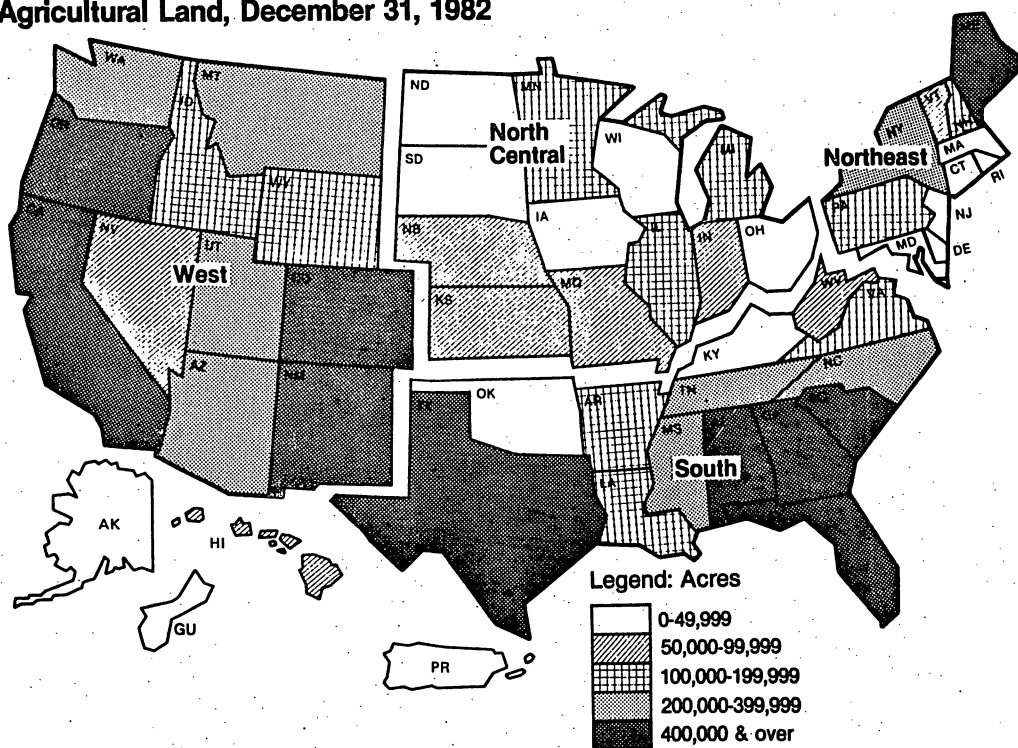 Agricultural Land, December 31, 1982
WA
MT
ND
MN
ME
ID
OR
North
Central
WI
VT
NH
NY
MA
SD
MI
Northeast
CT
RI
WY
IA
PA
NJ
CA
NV
UT
NB
IL
IN
OH
MD
DE
West
CO
MO
WV
VA
KS
KY
NC
AZ
NM
TX
OK
AR
TN
SC
MS
AL
GA
South
LA
AK
HI
GU
PR
Legend: Acres
0-49,999
50,000-99,999
100,000-199,999
200,000-399,999
400,000 & over